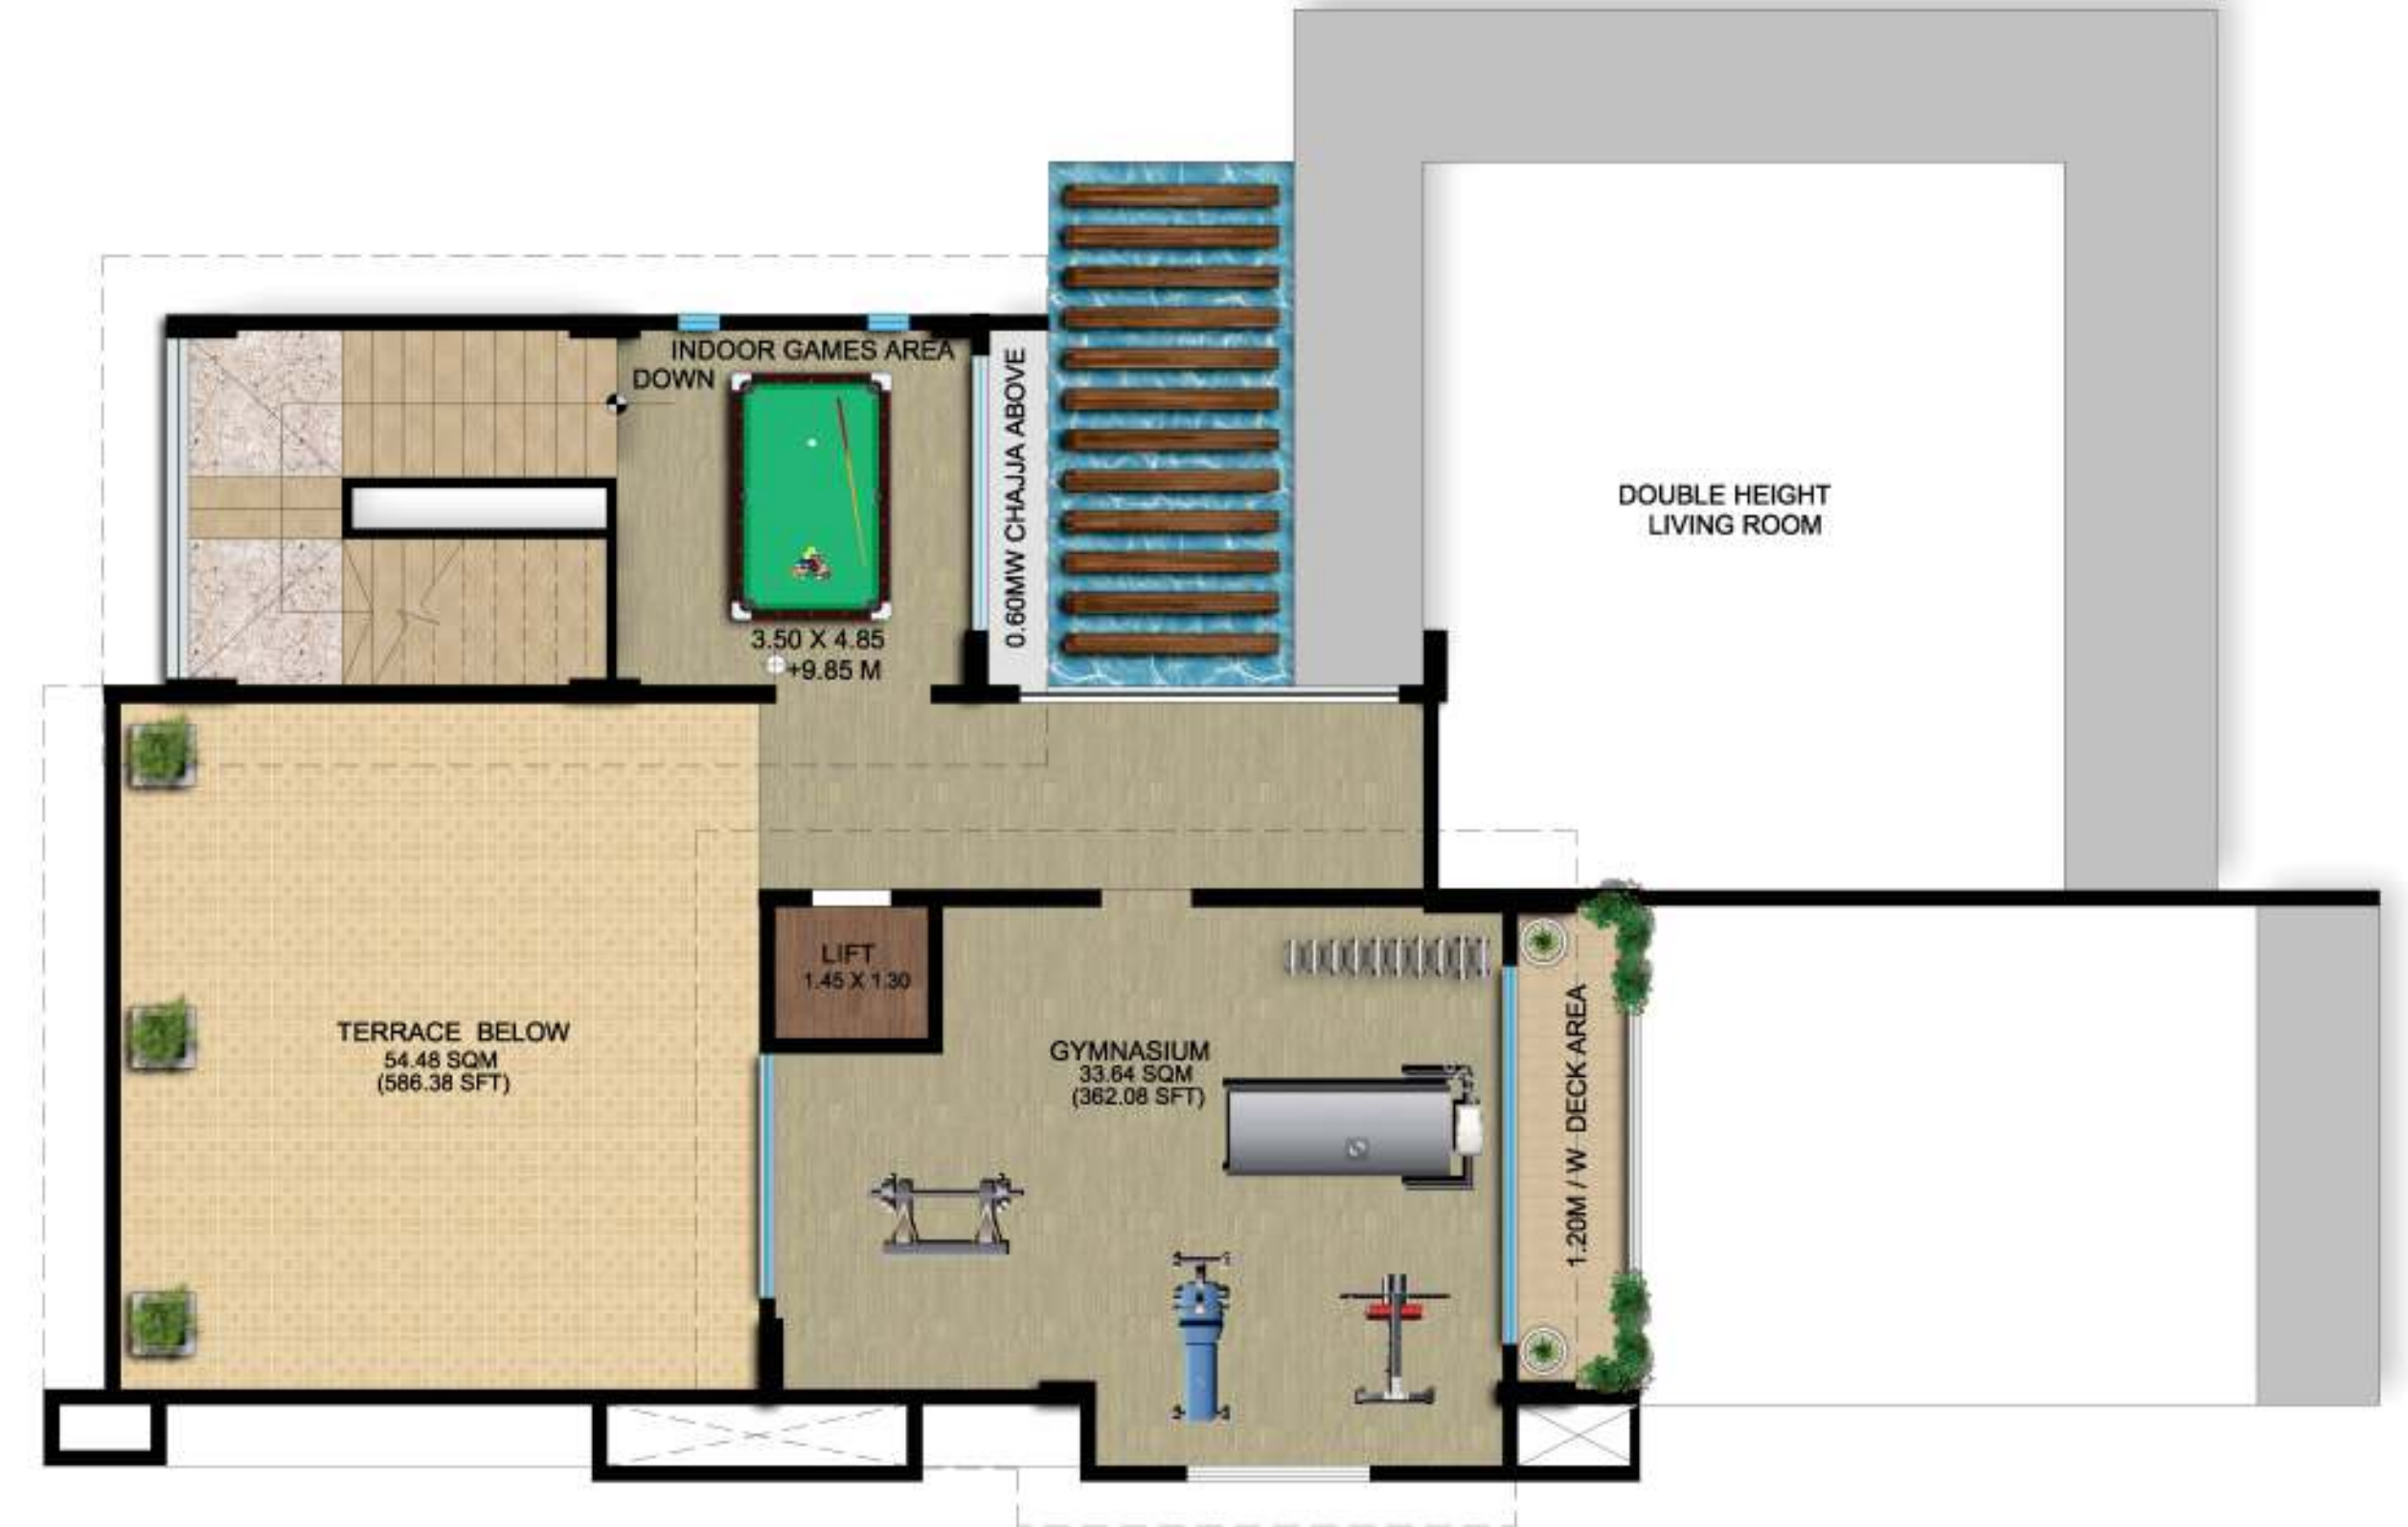 INDOOR GAMES AREA
DOWN
3.50 X 4.85
+9.85 M
0.60MW CHAJJA ABOVE
DOUBLE HEIGHT
LIVING ROOM
LIFT
1.45 X 1.30
TERRACE BELOW
54.48 SQM
(586.38 SFT)
GYMNASIUM
33.64 SQM
(362.08 SFT)
1.20M / W DECK AREA